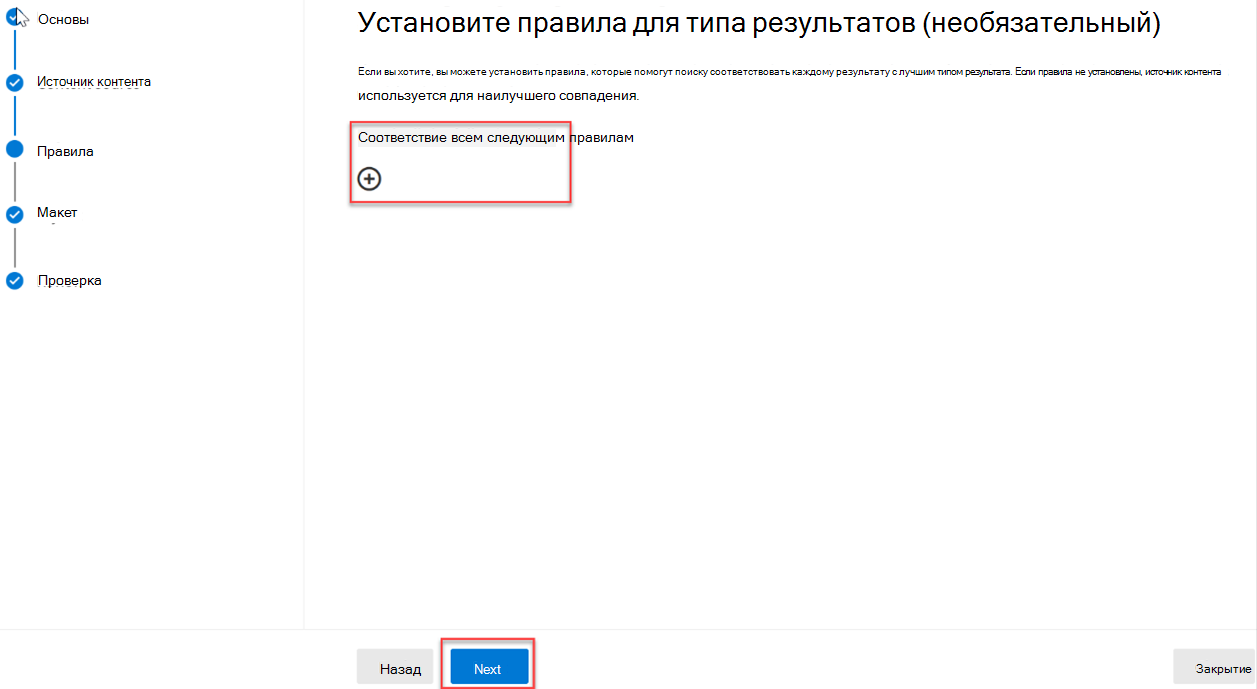 Основы
Источник контента
Правила
Макет
Проверка
Установите правила для типа результатов (необязательный)
Если вы хотите, вы можете установить правила, которые помогут поиску соответствовать каждому результату с лучшим типом результата. Если правила не установлены, источник контента
используется для наилучшего совпадения.
Соответствие всем следующим правилам
Назад
Next
Закрытие